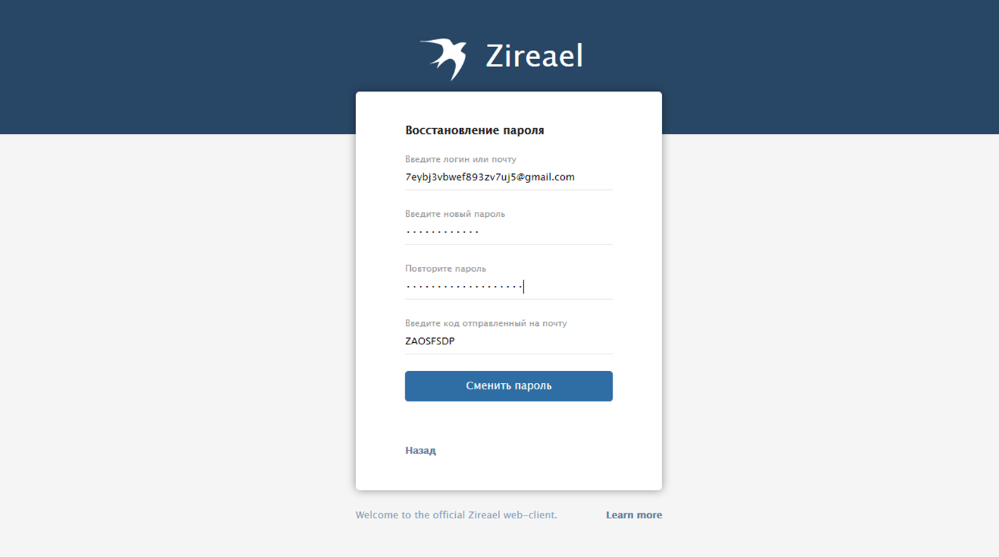 Zireael
Восстановление пароля
Введите логин или почту
7eybj3vbwef893zv7uj5@gmail.com
Введите новый пароль
············
Повторите пароль
···················
Введите код отправленный на почту
ZAOSFSDP
Сменить пароль
Назад
Welcome to the official Zireael web-client. Learn more